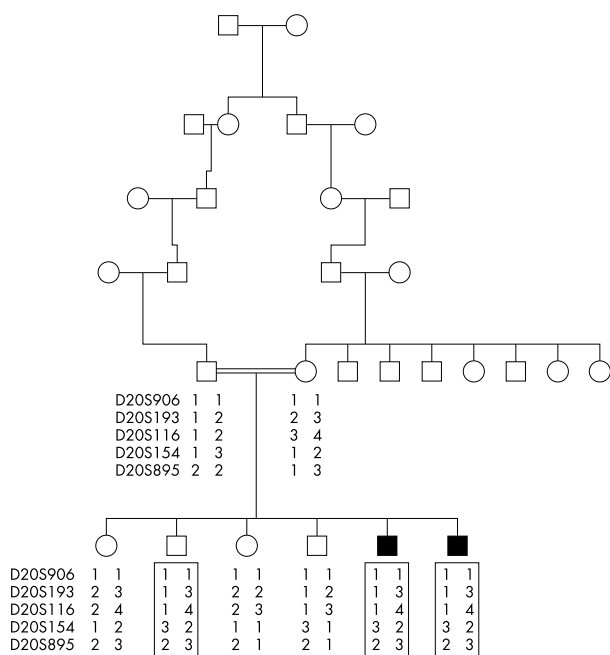 D20S906 1 1 1 1
D20S193 1 2 2 3
D20S116 1 2 3 4
D20S154 1 3 1 2
D20S895 2 2 1 3
D20S906 1 1 1 1 1 1 1 1 1 1 1 1
D20S193 2 3 1 3 2 2 1 2 1 3 1 3
D20S116 2 4 1 4 2 3 1 3 1 4 1 4
D20S154 1 2 3 2 1 1 3 1 3 2 3 2
D20S895 2 3 2 3 2 1 2 1 2 3 2 3